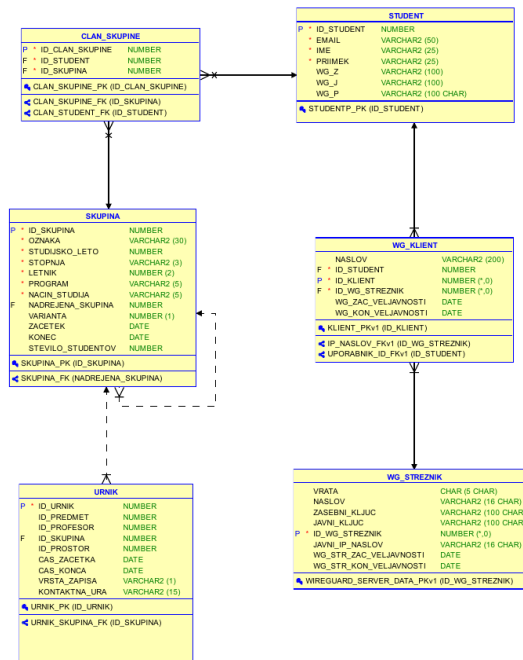 CLAN_SKUPINE
P * ID_CLAN_SKUPINE NUMBER
F * ID_STUDENT NUMBER
F * ID_SKUPINA NUMBER
CLAN_SKUPINE_PK (ID_CLAN_SKUPINE)
CLAN_SKUPINE_FK (ID_SKUPINA)
CLAN_STUDENT_FK (ID_STUDENT)
STUDENT
P * ID_STUDENT NUMBER
* EMAIL VARCHAR2 (50)
* IME VARCHAR2 (25)
* PRIIMEK VARCHAR2 (25)
WG_Z VARCHAR2 (100)
WG_J VARCHAR2 (100)
WG_P VARCHAR2 (100 CHAR)
STUDENTP_PK (ID_STUDENT)
SKUPINA
P * ID_SKUPINA NUMBER
* OZNAKA VARCHAR2 (30)
* STUDIJSKO_LETO NUMBER
* STOPNJA VARCHAR2 (3)
* LETNIK NUMBER (2)
* PROGRAM VARCHAR2 (5)
* NACIN_STUDIJA VARCHAR2 (5)
F NADREJENA_SKUPINA NUMBER
VARIANTA NUMBER (1)
ZACETEK DATE
KONEC DATE
STEVILO_STUDENTOV NUMBER
SKUPINA_PK (ID_SKUPINA)
SKUPINA_FK (NADREJENA_SKUPINA)
WG_KLIENT
NASLOV VARCHAR2 (200)
F * ID_STUDENT NUMBER
P * ID_KLIENT NUMBER (*,0)
F * ID_WG_STREZNIK NUMBER (*,0)
WG_ZAC_VELJAVNOSTI DATE
WG_KON_VELJAVNOSTI DATE
KLIENT_PKv1 (ID_KLIENT)
IP_NASLOV_FKv1 (ID_WG_STREZNIK)
UPORABNIK_ID_FKv1 (ID_STUDENT)
URNIK
P * ID_URNIK NUMBER
ID_PREDMET NUMBER
ID_PROFESOR NUMBER
F ID_SKUPINA NUMBER
ID_PROSTOR NUMBER
CAS_ZACETKA DATE
CAS_KONCA DATE
VRSTA_ZAPISA VARCHAR2 (1)
KONTAKTNA_URA VARCHAR2 (15)
URNIK_PK (ID_URNIK)
URNIK_SKUPINA_FK (ID_SKUPINA)
WG_STREZNIK
VRATA CHAR (5 CHAR)
NASLOV VARCHAR2 (16 CHAR)
ZASEBNI_KLJUC VARCHAR2 (100 CHAR
JAVNI_KLJUC VARCHAR2 (100 CHAR
P * ID_WG_STREZNIK NUMBER (*,0)
JAVNI_IP_NASLOV VARCHAR2 (16 CHAR)
WG_STR_ZAC_VELJAVNOSTI DATE
WG_STR_KON_VELJAVNOSTI DATE
WIREGUARD_SERVER_DATA_PKv1 (ID_WG_STREZNIK)